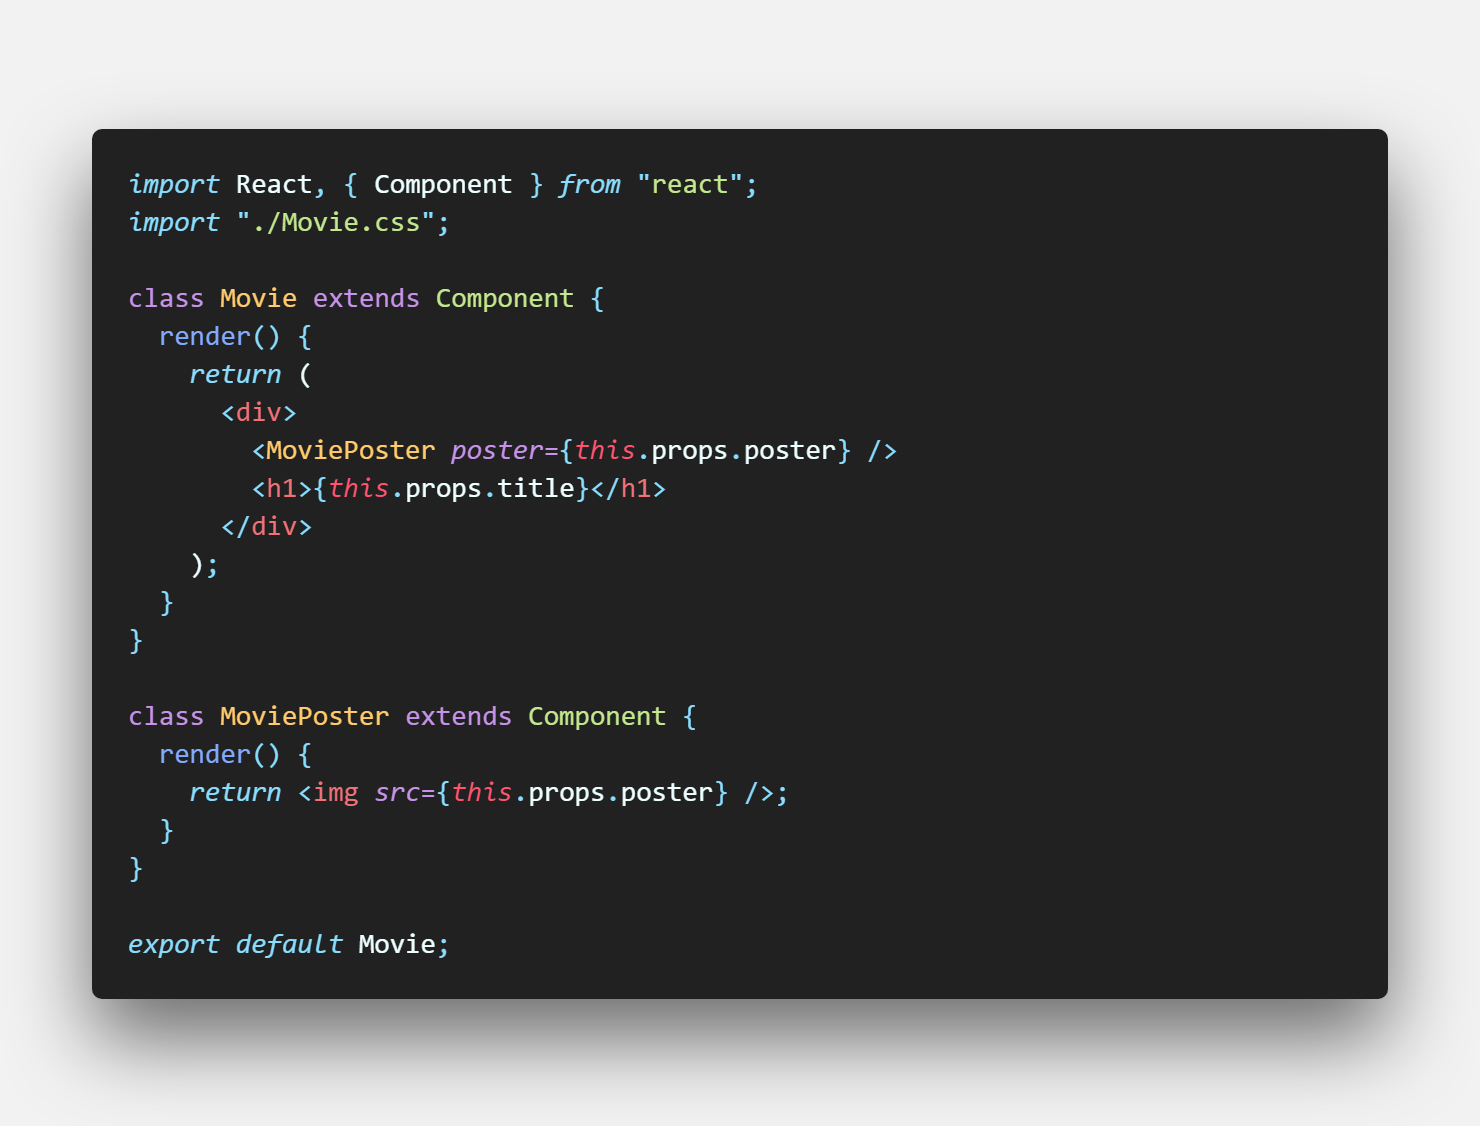 import React, { Component } from "react";
import "./Movie.css";

class Movie extends Component {
  render() {
    return (
      <div>
        <MoviePoster poster={this.props.poster} />
        <h1>{this.props.title}</h1>
      </div>
    );
  }
}

class MoviePoster extends Component {
  render() {
    return <img src={this.props.poster} />;
  }
}

export default Movie;